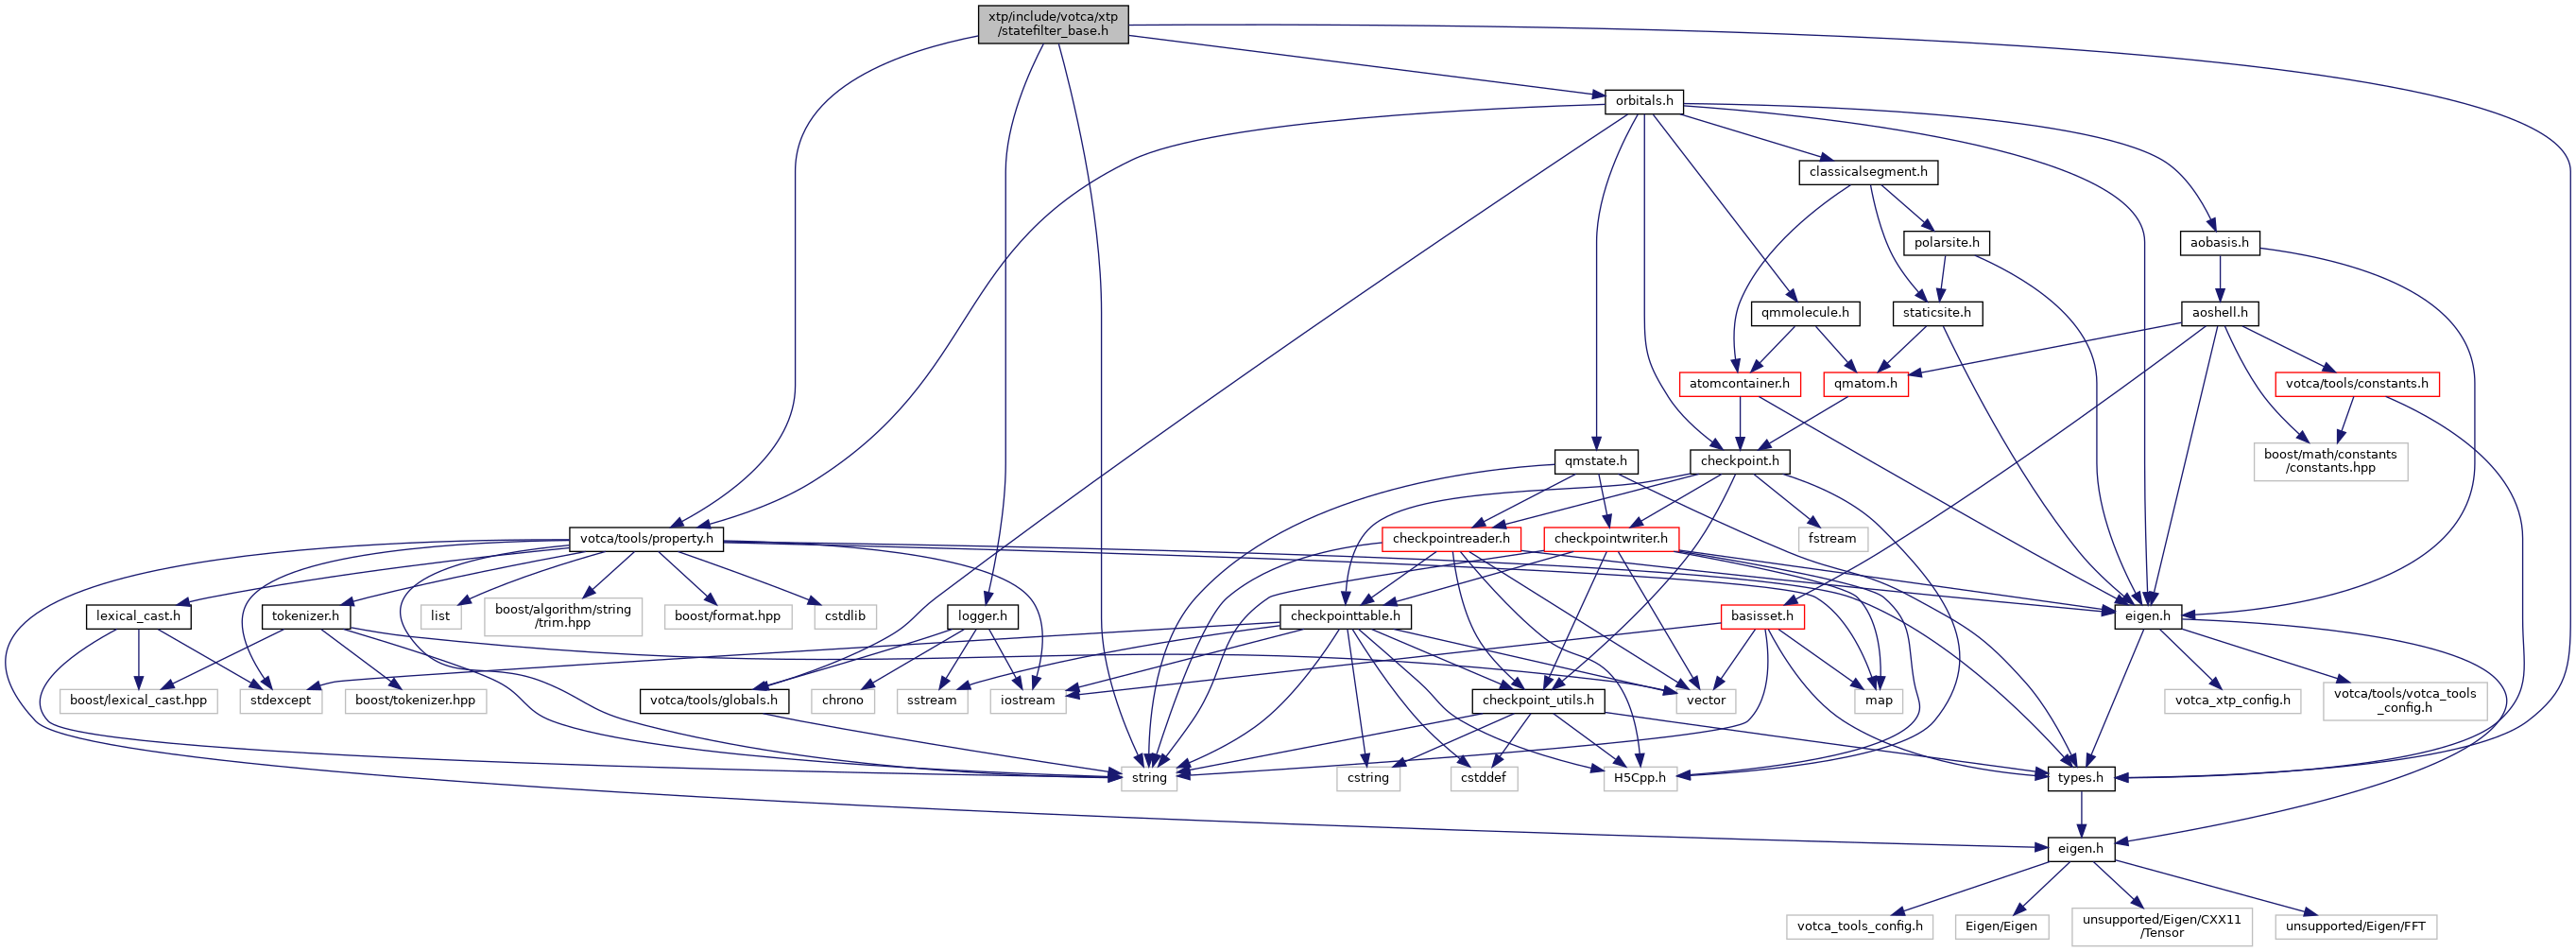 xtp/include/votca/xtp
/statefilter_base.h
orbitals.h
classicalsegment.h
polarsite.h
aobasis.h
qmmolecule.h
staticsite.h
aoshell.h
atomcontainer.h
qmatom.h
votca/tools/constants.h
qmstate.h
checkpoint.h
boost/math/constants
/constants.hpp
votca/tools/property.h
checkpointreader.h
checkpointwriter.h
fstream
lexical_cast.h
tokenizer.h
list
boost/algorithm/string
/trim.hpp
boost/format.hpp
cstdlib
logger.h
checkpointtable.h
basisset.h
eigen.h
boost/lexical_cast.hpp
stdexcept
boost/tokenizer.hpp
votca/tools/globals.h
chrono
sstream
iostream
checkpoint_utils.h
vector
map
votca_xtp_config.h
votca/tools/votca_tools
_config.h
string
cstring
cstddef
H5Cpp.h
types.h
eigen.h
votca_tools_config.h
Eigen/Eigen
unsupported/Eigen/CXX11
/Tensor
unsupported/Eigen/FFT